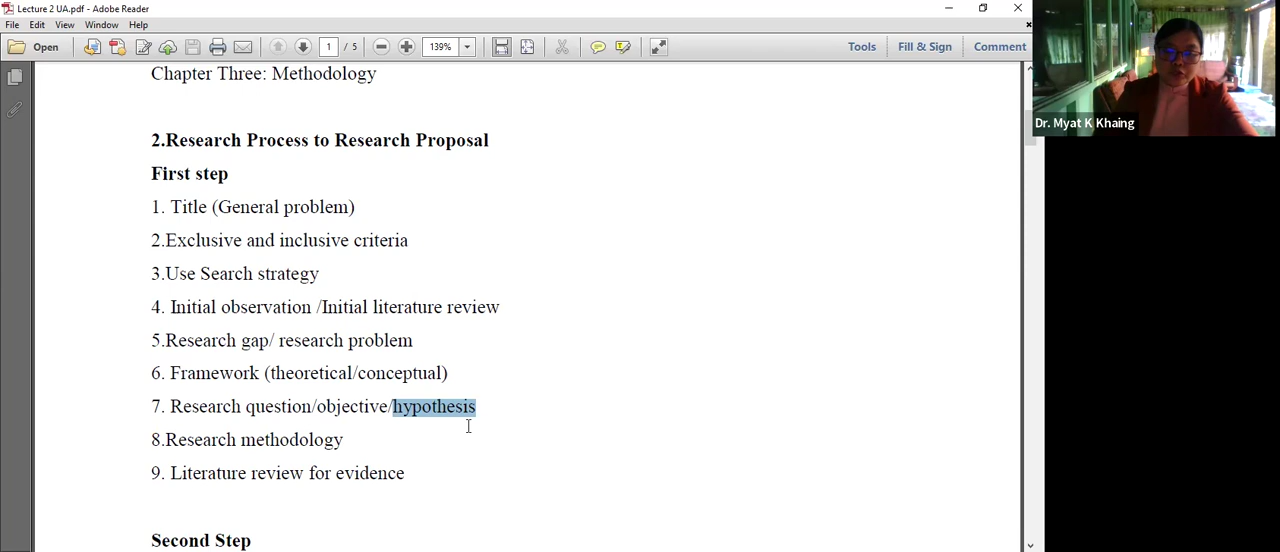 Lecture 2 UA.pdf - Adobe Reader
File Edit View Window Help
Open 1 / 5 139% Tools Fill & Sign Comment
Dr. Myat K Khaing
Chapter Three: Methodology
2.Research Process to Research Proposal
First step
1. Title (General problem)
2.Exclusive and inclusive criteria
3.Use Search strategy
4. Initial observation /Initial literature review
5.Research gap/ research problem
6. Framework (theoretical/conceptual)
7. Research question/objective/hypothesis
8.Research methodology
9. Literature review for evidence
Second Step